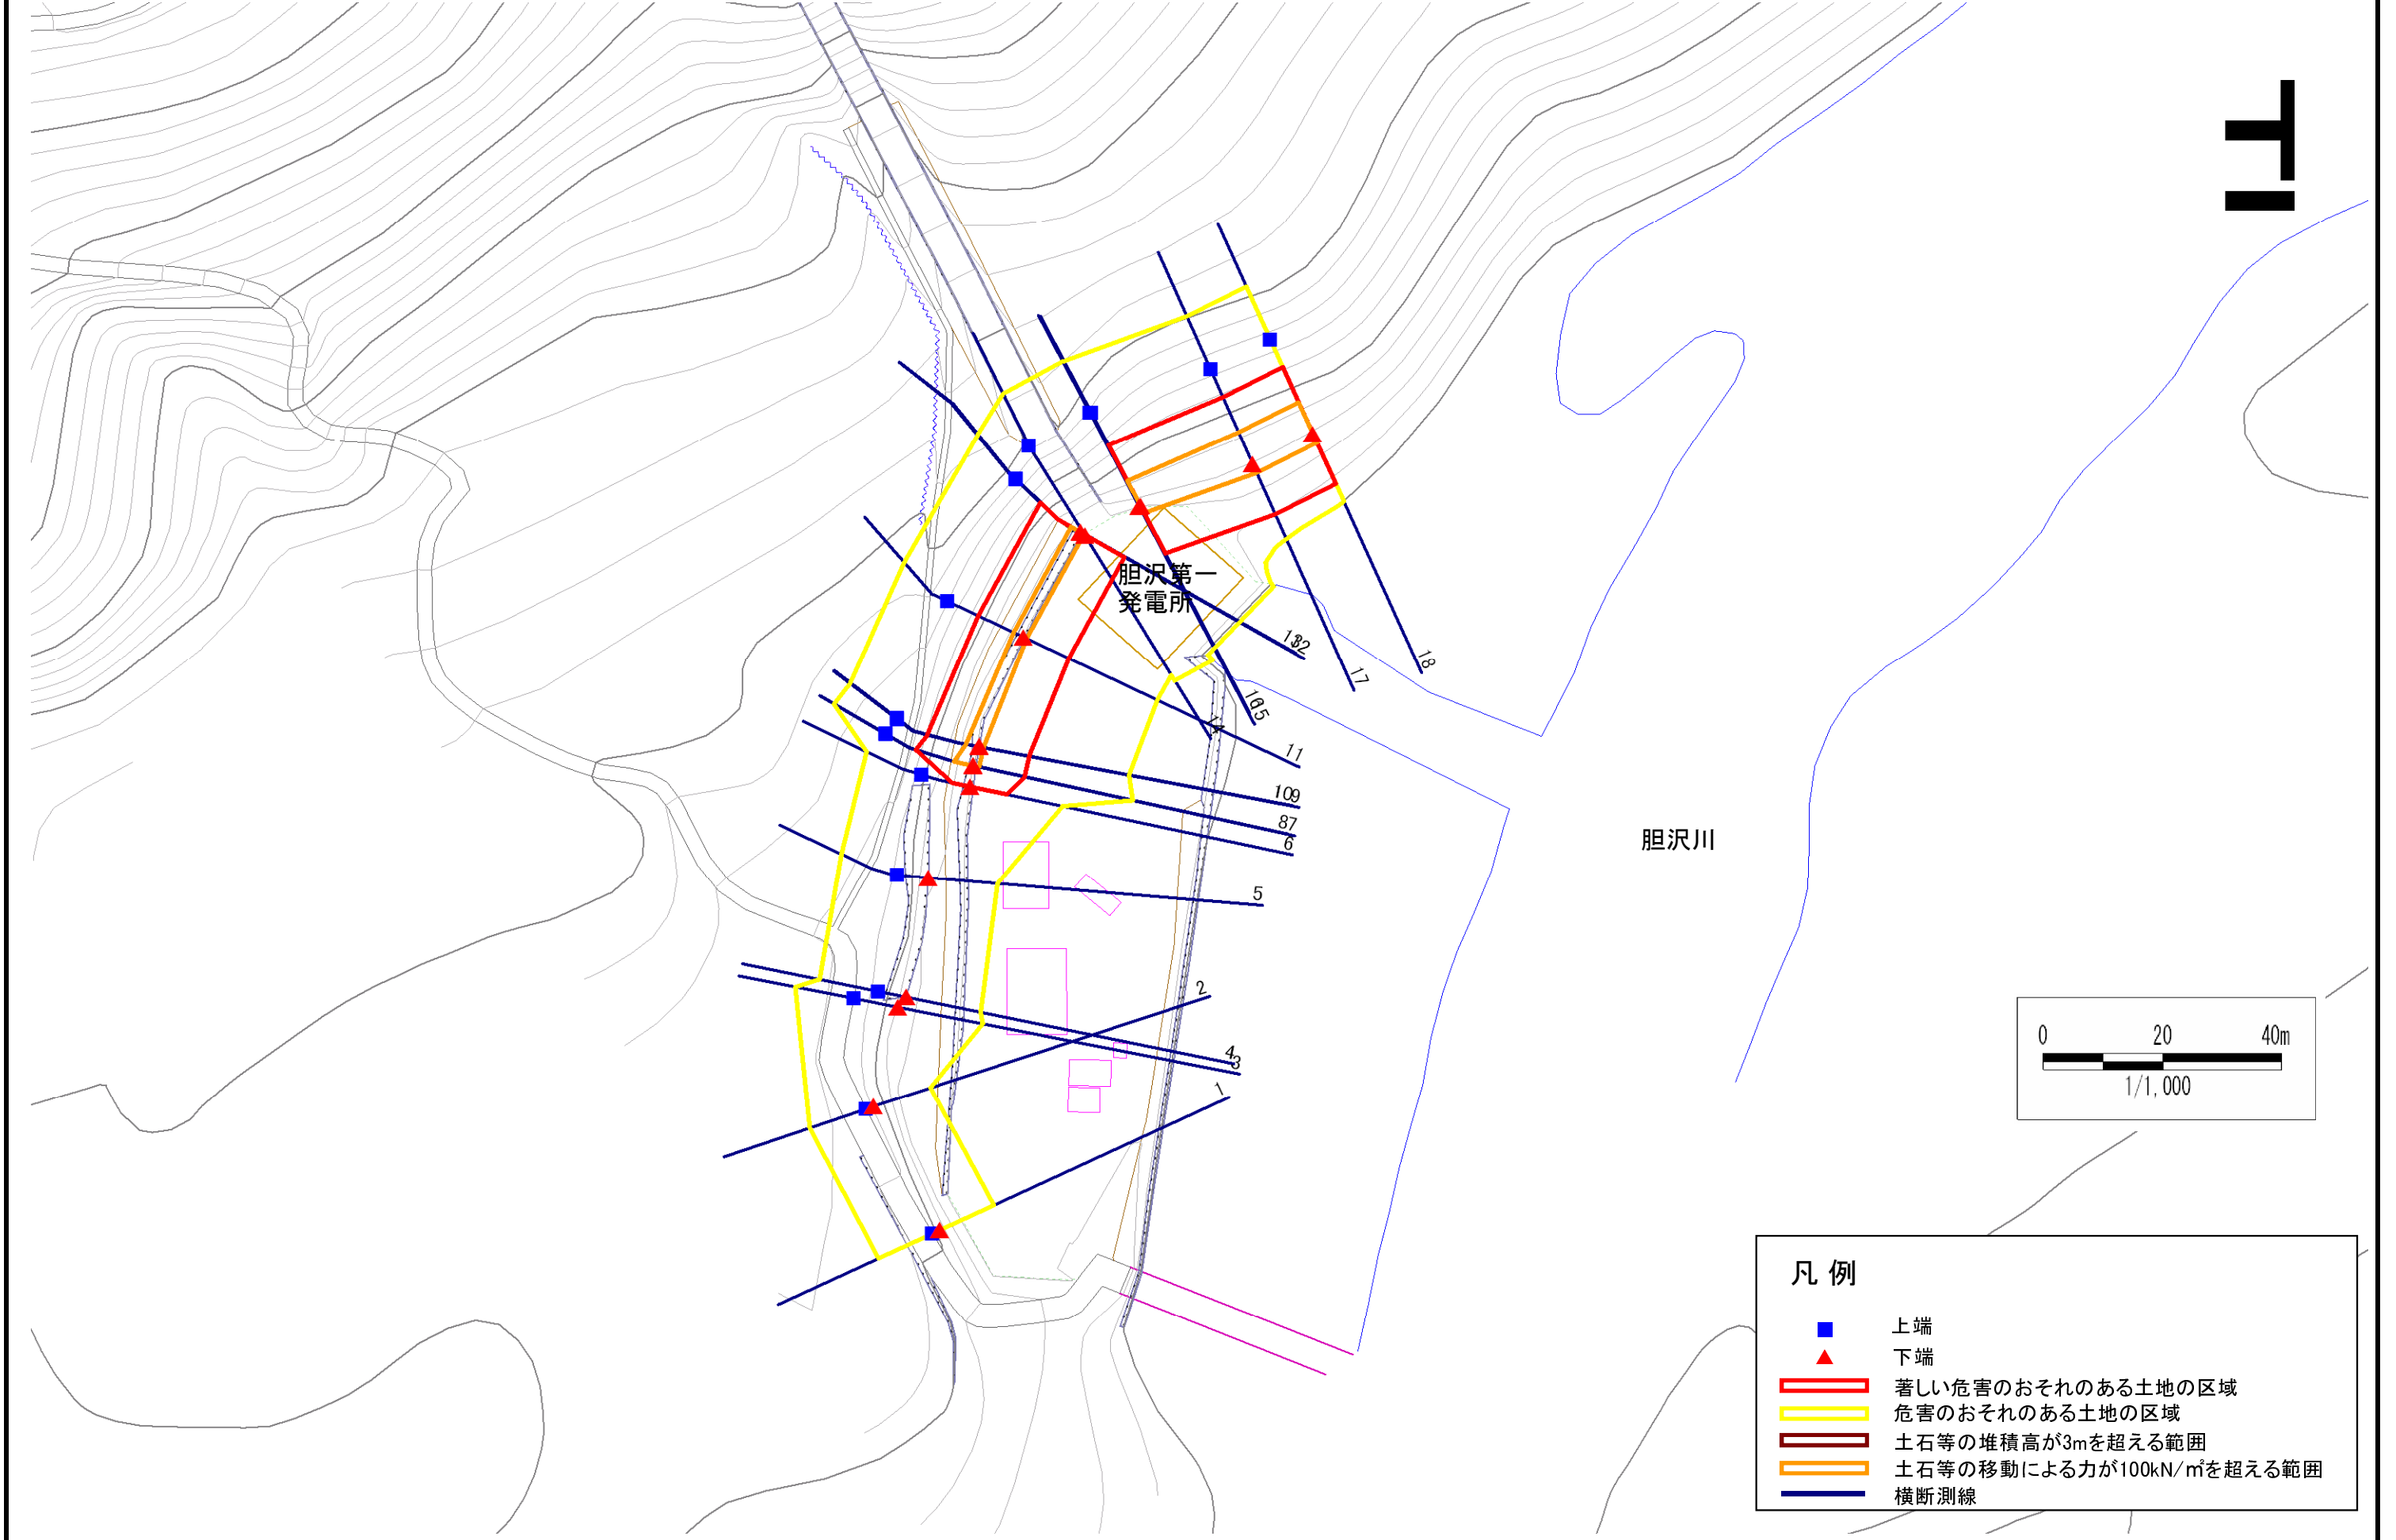 胆沢第一
発電所
18
17
11
109
87
6
5
2
4
3
1
胆沢川
0 20 40m
1/1,000
凡 例
上端
下端
著しい危害のおそれのある土地の区域
危害のおそれのある土地の区域
土石等の堆積高が3mを超える範囲
土石等の移動による力が100kN/㎡を超える範囲
横断測線